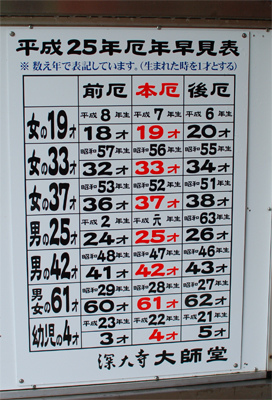 平成25年厄年早見表
※ 数え年で表記しています。(生まれた時を1才とする)
前厄 本厄 後厄
女の19才 平成8年生 18才 平成7年生 19才 平成6年生 20才
女の33才 昭和57年生 32才 昭和56年生 33才 昭和55年生 34才
女の37才 昭和53年生 36才 昭和52年生 37才 昭和51年生 38才
男の25才 平成2年生 24才 平成元年生 25才 昭和63年生 26才
男の42才 昭和48年生 41才 昭和47年生 42才 昭和46年生 43才
男女の61才 昭和29年生 60才 昭和28年生 61才 昭和27年生 62才
幼児の4才 平成23年生 3才 平成22年生 4才 平成21年生 5才
深大寺 大師堂